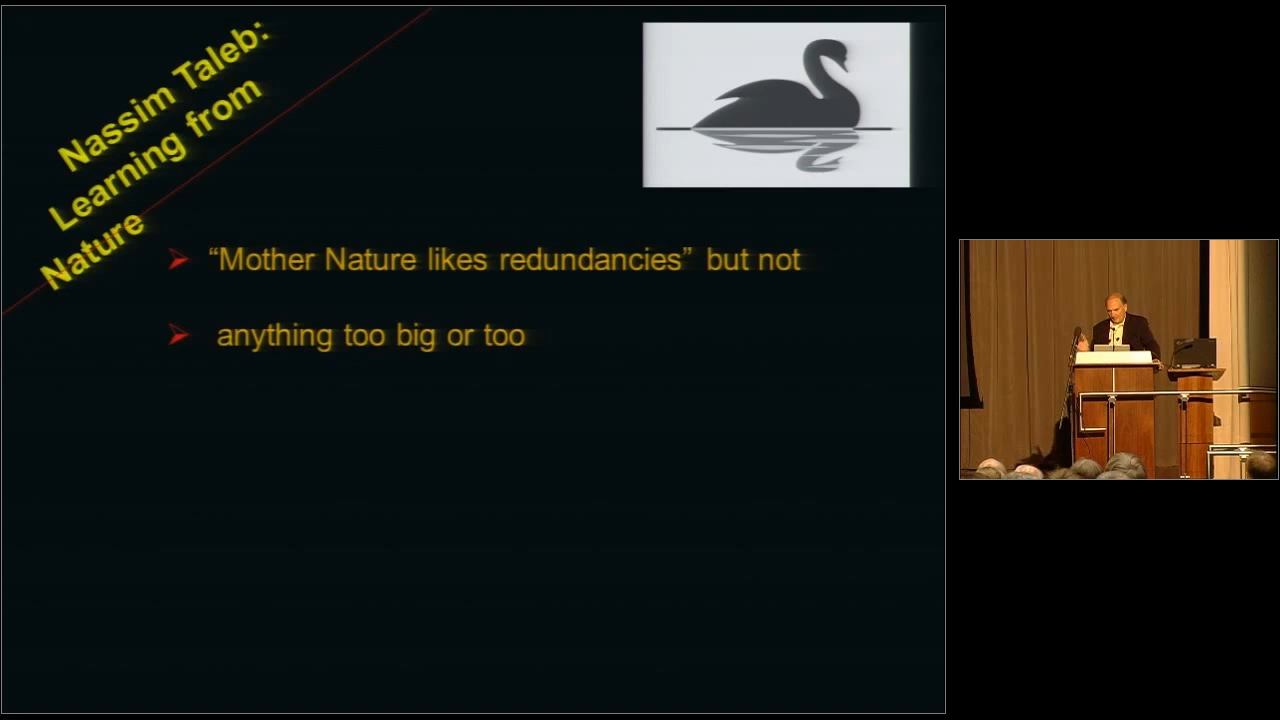 Nassim Taleb:
Learning from
Nature
“Mother Nature likes redundancies” but not
anything too big or too